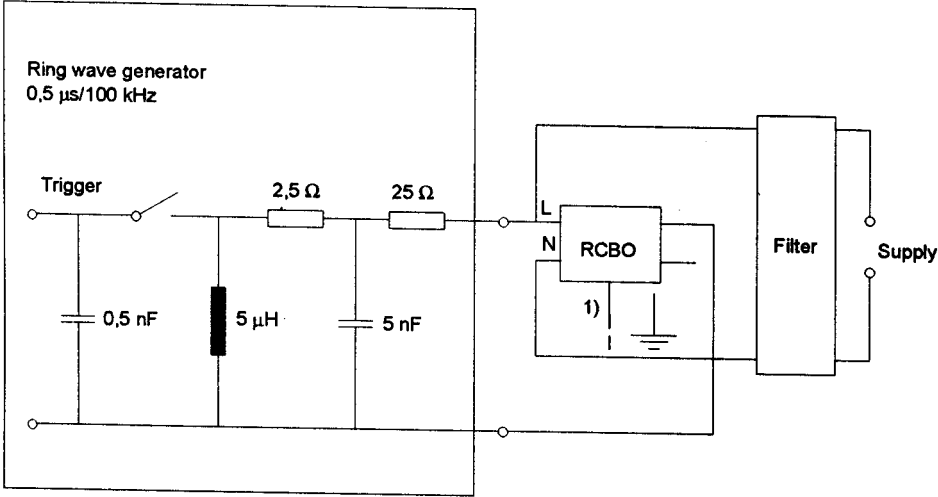 Ring wave generator
0,5 µs/100 kHz
Trigger
2,5 Ω
25 Ω
L
N
RCBO
Filter
Supply
1)
0,5 nF
5 µH
5 nF